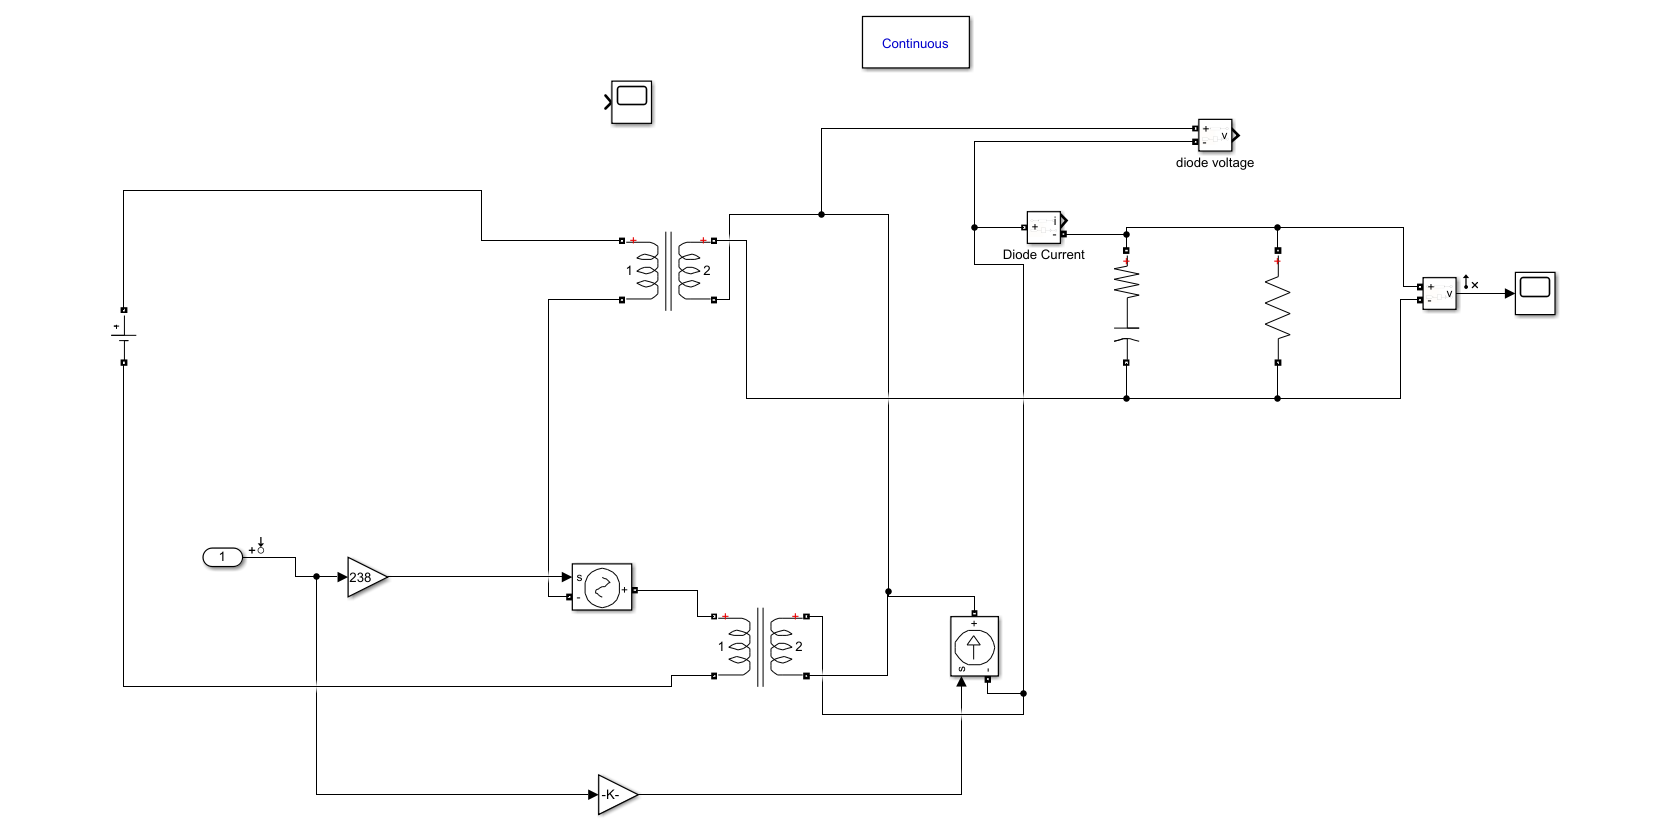 Continuous
+
v
-
diode voltage
+
i
-
Diode Current
+
+
1
2
+
+
+
+
v
-
×
1
+
238
s
-
+
+
+
1
2
+
s
-
-K-